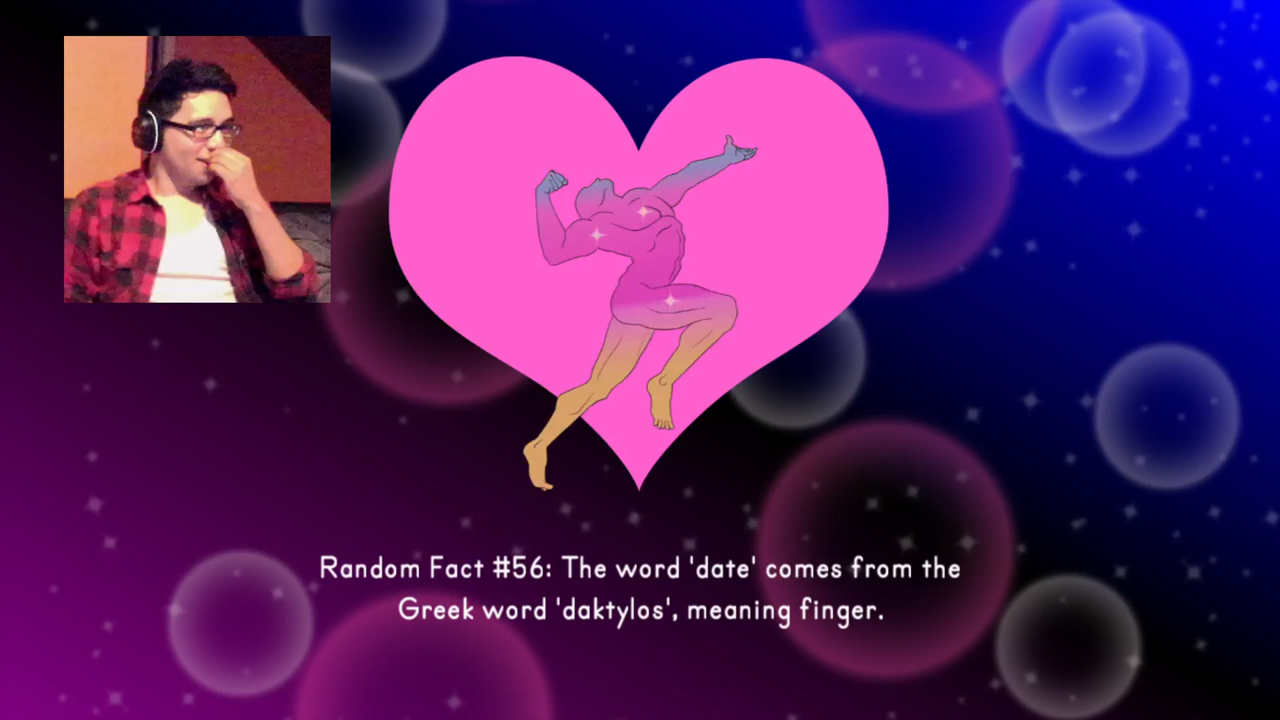 Random Fact #56: The word 'date' comes from the
Greek word 'daktylos', meaning finger.